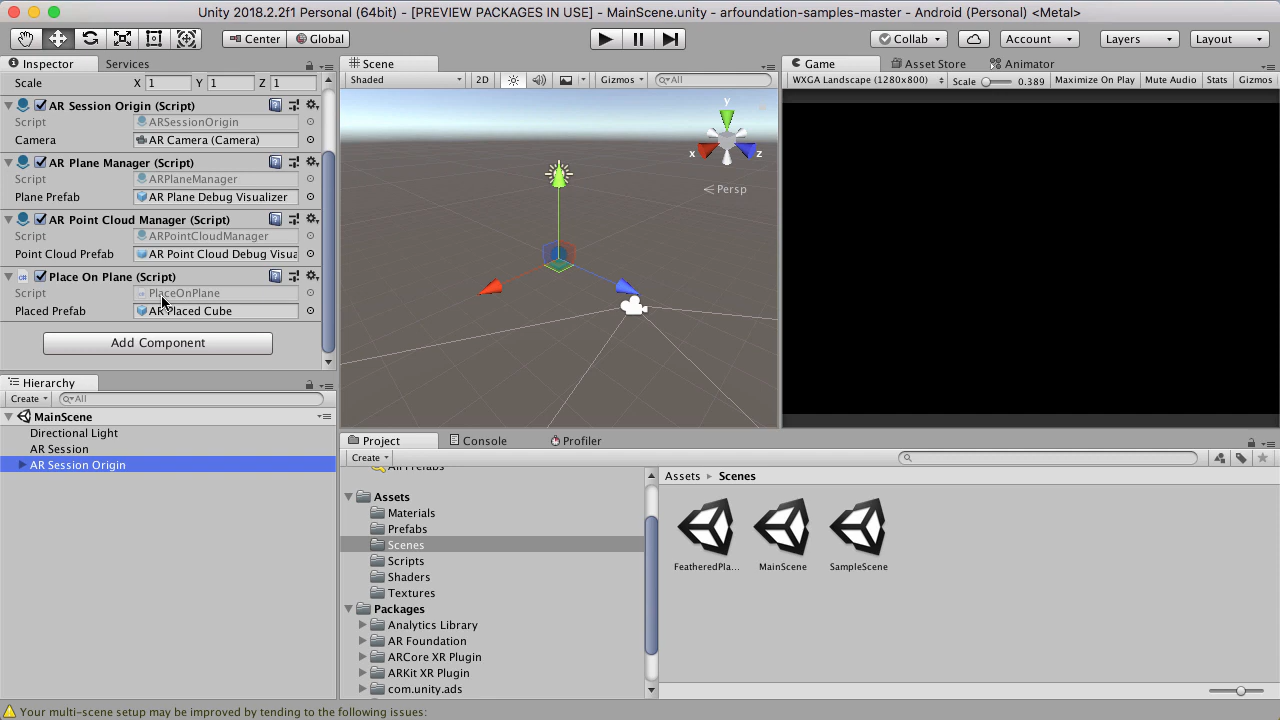 Unity 2018.2.2f1 Personal (64bit) - [PREVIEW PACKAGES IN USE] - MainScene.unity - arfoundation-samples-master - Android (Personal) <Metal>
Center Global Collab Account Layers Layout
Inspector Services
Scale X 1 Y 1 Z 1
AR Session Origin (Script)
Script ARSessionOrigin
Camera AR Camera (Camera)
AR Plane Manager (Script)
Script ARPlaneManager
Plane Prefab AR Plane Debug Visualizer
AR Point Cloud Manager (Script)
Script ARPointCloudManager
Point Cloud Prefab AR Point Cloud Debug Visua
Place On Plane (Script)
Script PlaceOnPlane
Placed Prefab AR Placed Cube
Add Component
Scene
Shaded 2D Gizmos All
y
x z
Persp
Game Asset Store Animator
WXGA Landscape (1280x800) Scale 0.389 Maximize On Play Mute Audio Stats Gizmos
Hierarchy
Create All
MainScene
Directional Light
AR Session
AR Session Origin
Project Console Profiler
Create
Assets
Materials
Prefabs
Scenes
Scripts
Shaders
Textures
Packages
Analytics Library
AR Foundation
ARCore XR Plugin
ARKit XR Plugin
com.unity.ads
Assets Scenes
FeatheredPla... MainScene SampleScene
Your multi-scene setup may be improved by tending to the following issues: